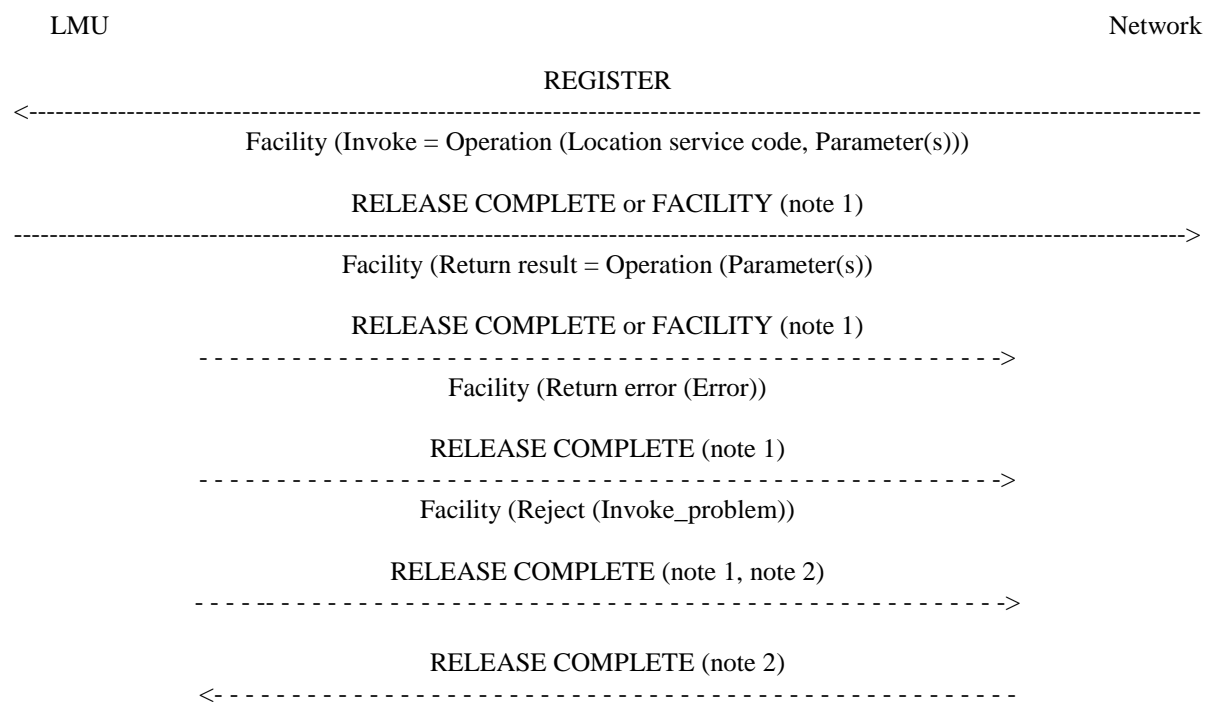 LMU Network
REGISTER
<------------------------------------------------------------------------------------------------------------------------------------
Facility (Invoke = Operation (Location service code, Parameter(s)))
RELEASE COMPLETE or FACILITY (note 1)
------------------------------------------------------------------------------------------------------------------------------------>
Facility (Return result = Operation (Parameter(s))
RELEASE COMPLETE or FACILITY (note 1)
- - - - - - - - - - - - - - - - - - - - - - - - - - - - - - - - - - - - - - - - - - - - - - - - - - - ->
Facility (Return error (Error))
RELEASE COMPLETE (note 1)
- - - - - - - - - - - - - - - - - - - - - - - - - - - - - - - - - - - - - - - - - - - - - - - - - - - ->
Facility (Reject (Invoke_problem))
RELEASE COMPLETE (note 1, note 2)
- - - - -- - - - - - - - - - - - - - - - - - - - - - - - - - - - - - - - - - - - - - - - - - - - - - - ->
RELEASE COMPLETE (note 2)
<- - - - - - - - - - - - - - - - - - - - - - - - - - - - - - - - - - - - - - - - - - - - - - - - - - -